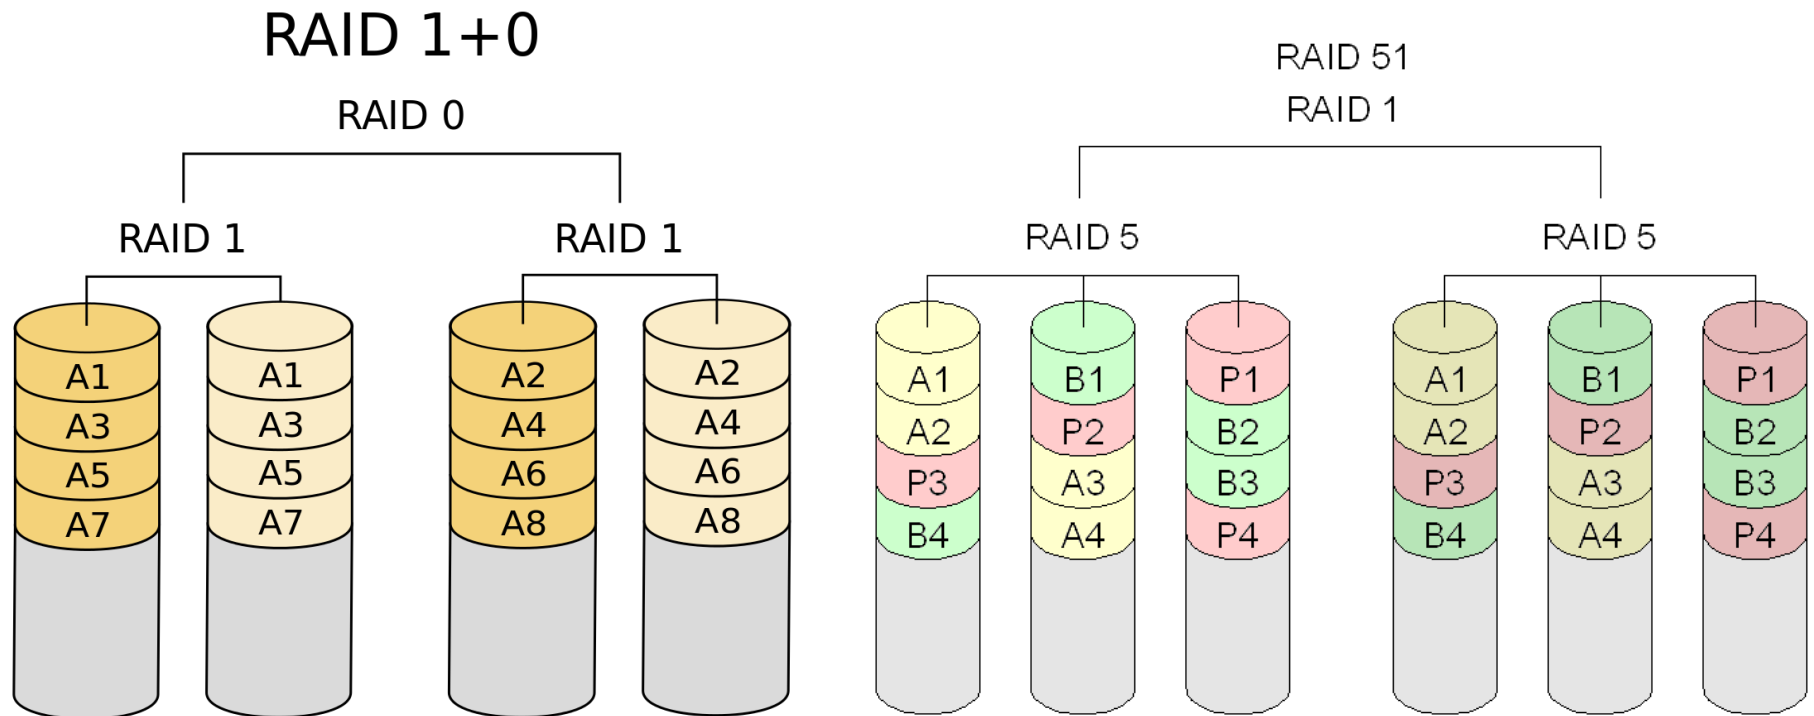 RAID 1+0
RAID 0
RAID 1 RAID 1
A1 A1 A2 A2
A3 A3 A4 A4
A5 A5 A6 A6
A7 A7 A8 A8
RAID 51
RAID 1
RAID 5 RAID 5
A1 B1 P1 A1 B1 P1
A2 P2 B2 A2 P2 B2
P3 A3 B3 P3 A3 B3
B4 A4 P4 B4 A4 P4